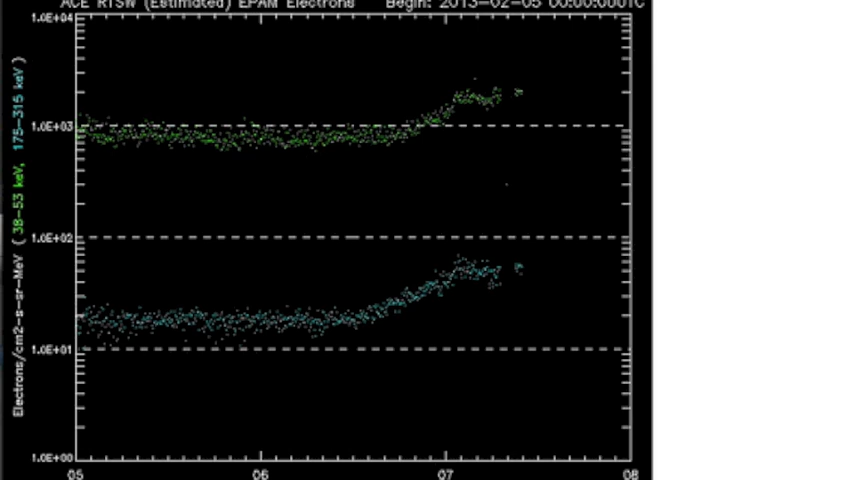 ACE RTSW (Estimated) EPAM Electrons Begin: 2013-02-05 00:00:00UTC
1.0E+04
1.0E+03
1.0E+02
1.0E+01
1.0E+00
Electrons/cm2-s-sr-MeV ( 38-53 keV, 175-315 keV )
05 06 07 08